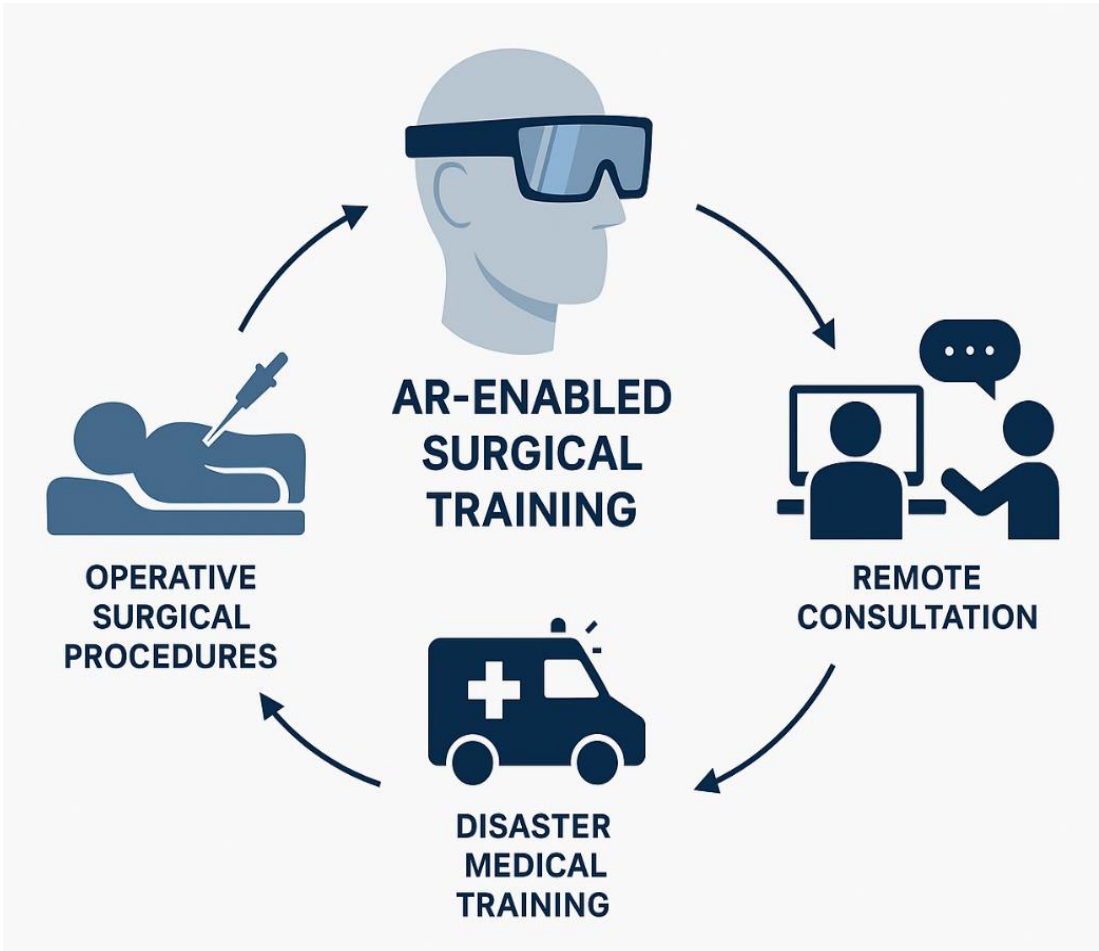 AR-ENABLED
SURGICAL
TRAINING
REMOTE
CONSULTATION
DISASTER
MEDICAL
TRAINING
OPERATIVE
SURGICAL
PROCEDURES